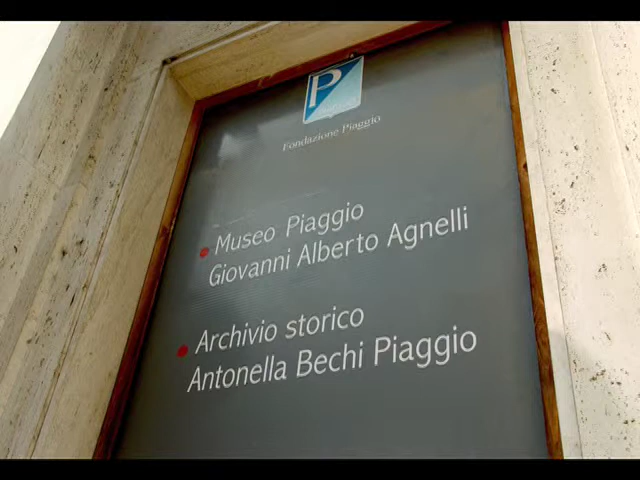 P
Fondazione Piaggio
Museo Piaggio
Giovanni Alberto Agnelli
Archivio storico
Antonella Bechi Piaggio